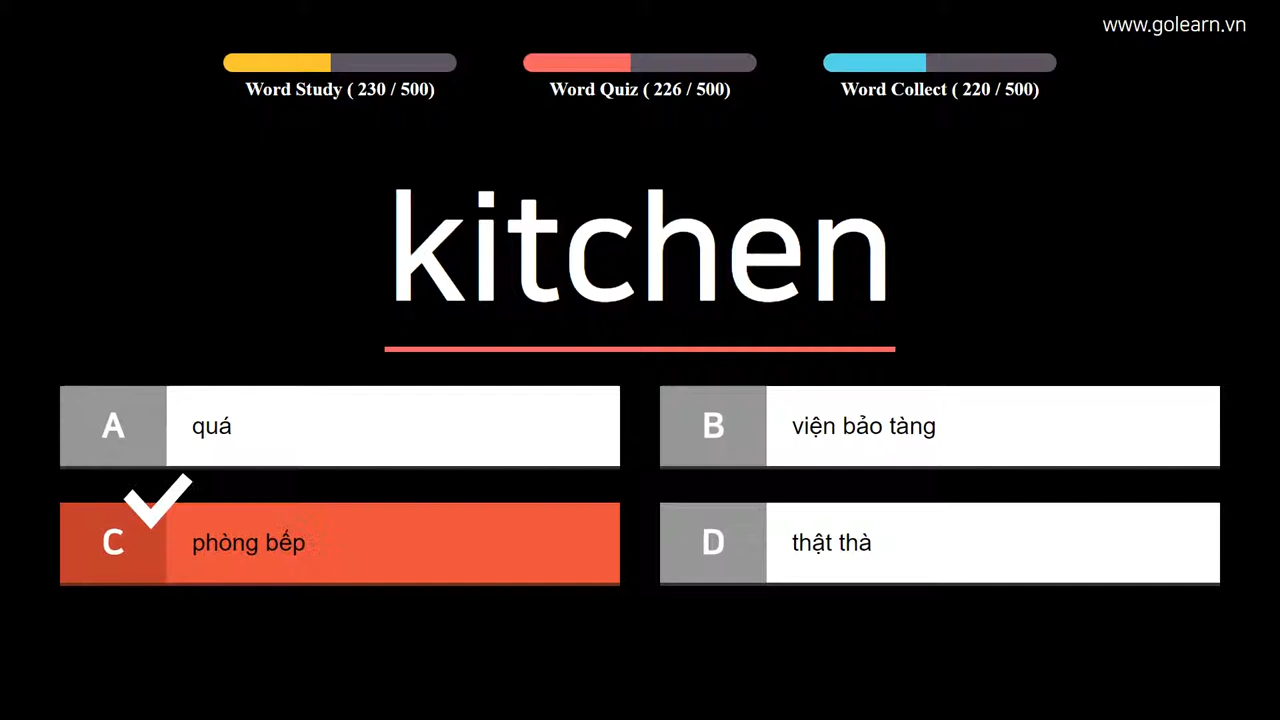 www.golearn.vn
Word Study ( 230 / 500)
Word Quiz ( 226 / 500)
Word Collect ( 220 / 500)
kitchen
A quá
B viện bảo tàng
C phòng bếp
D thật thà